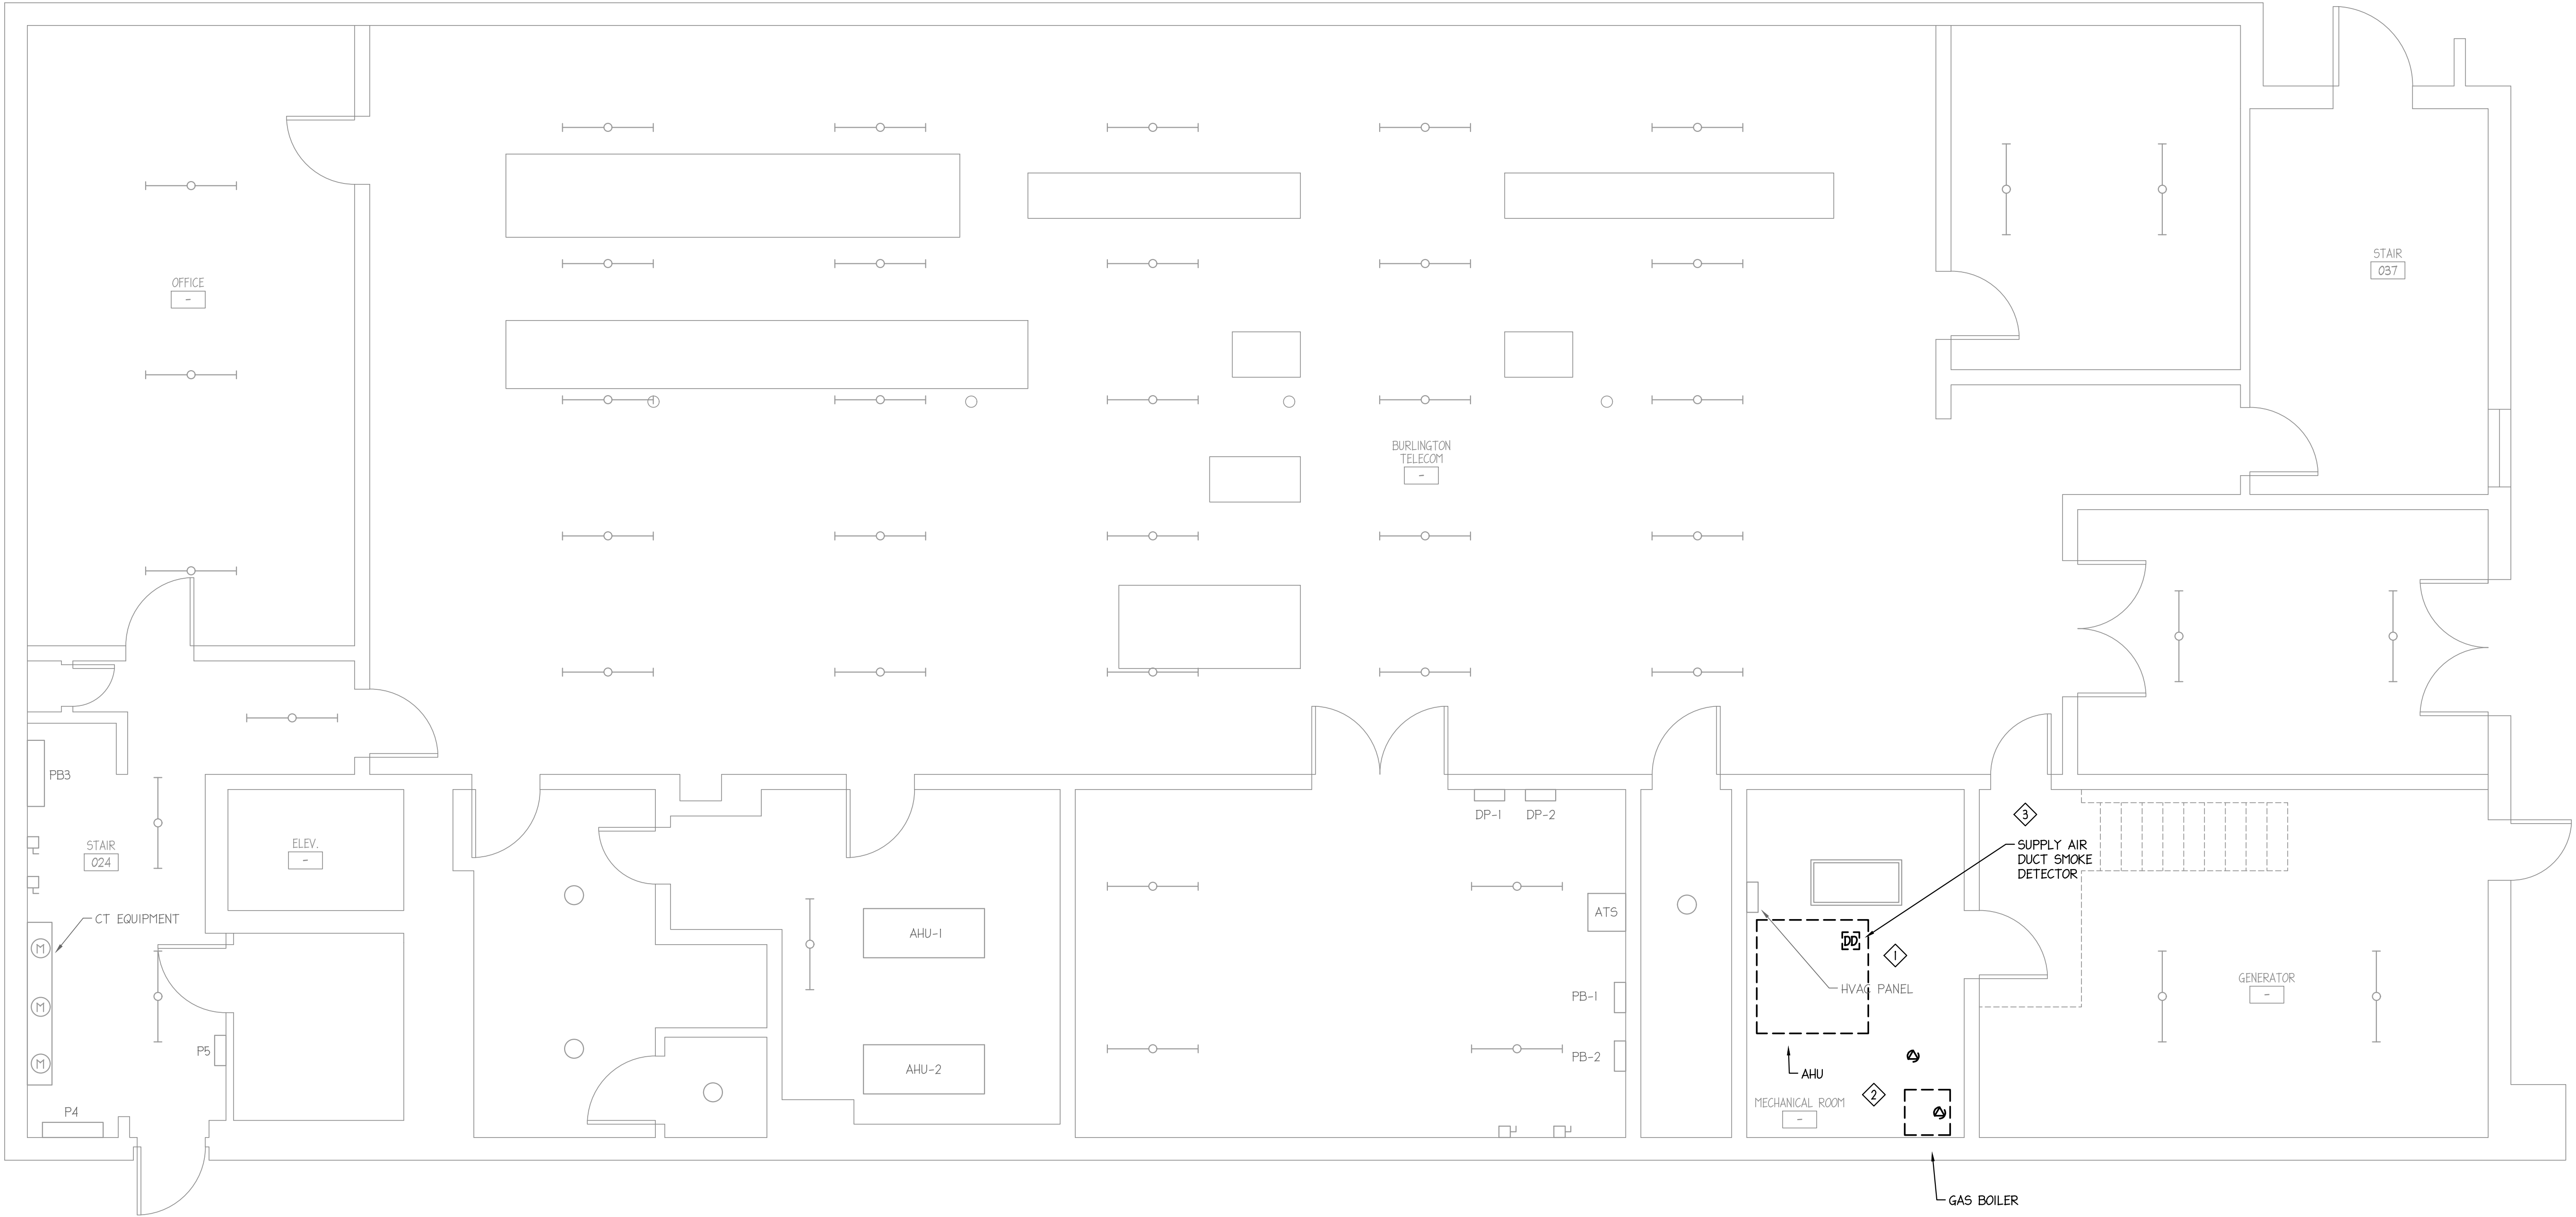 OFFICE
-
STAIR
037
BURLINGTON
TELECOM
-
PB3
STAIR
024
ELEV.
-
CT EQUIPMENT
M
M
M
P5
P4
AHU-1
AHU-2
DP-1
DP-2
ATS
PB-1
PB-2
3
SUPPLY AIR
DUCT SMOKE
DETECTOR
DD
1
HVAC PANEL
AHU
2
MECHANICAL ROOM
-
GENERATOR
-
GAS BOILER